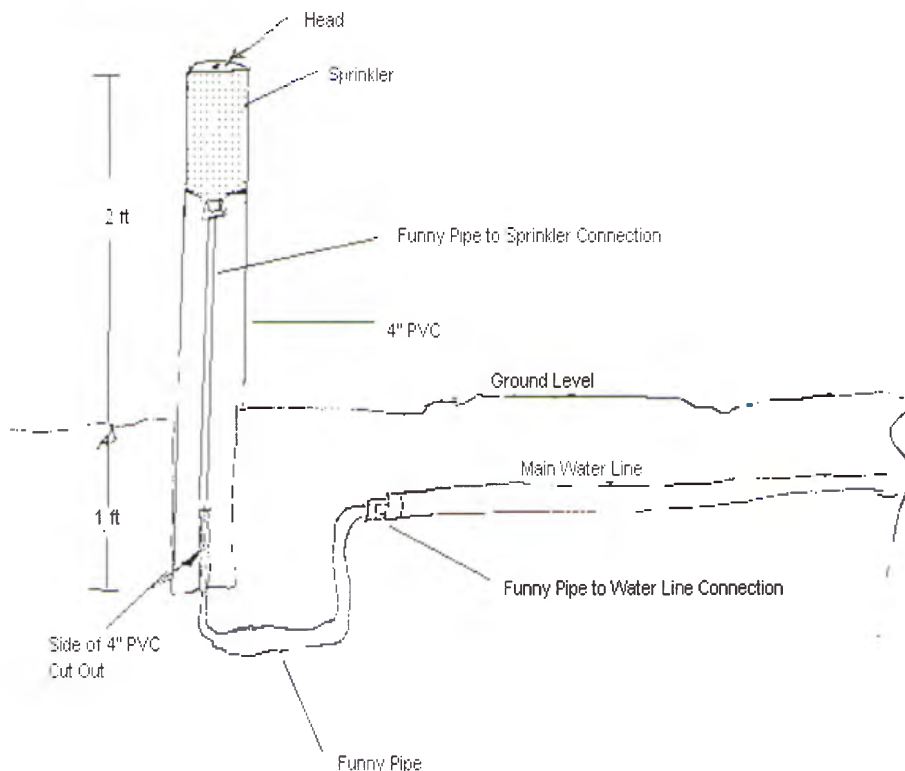 Head
Sprinkler
2 ft
Funny Pipe to Sprinkler Connection
4" PVC
Ground Level
Main Water Line
1 ft
Funny Pipe to Water Line Connection
Side of 4" PVC
Cut Out
Funny Pipe